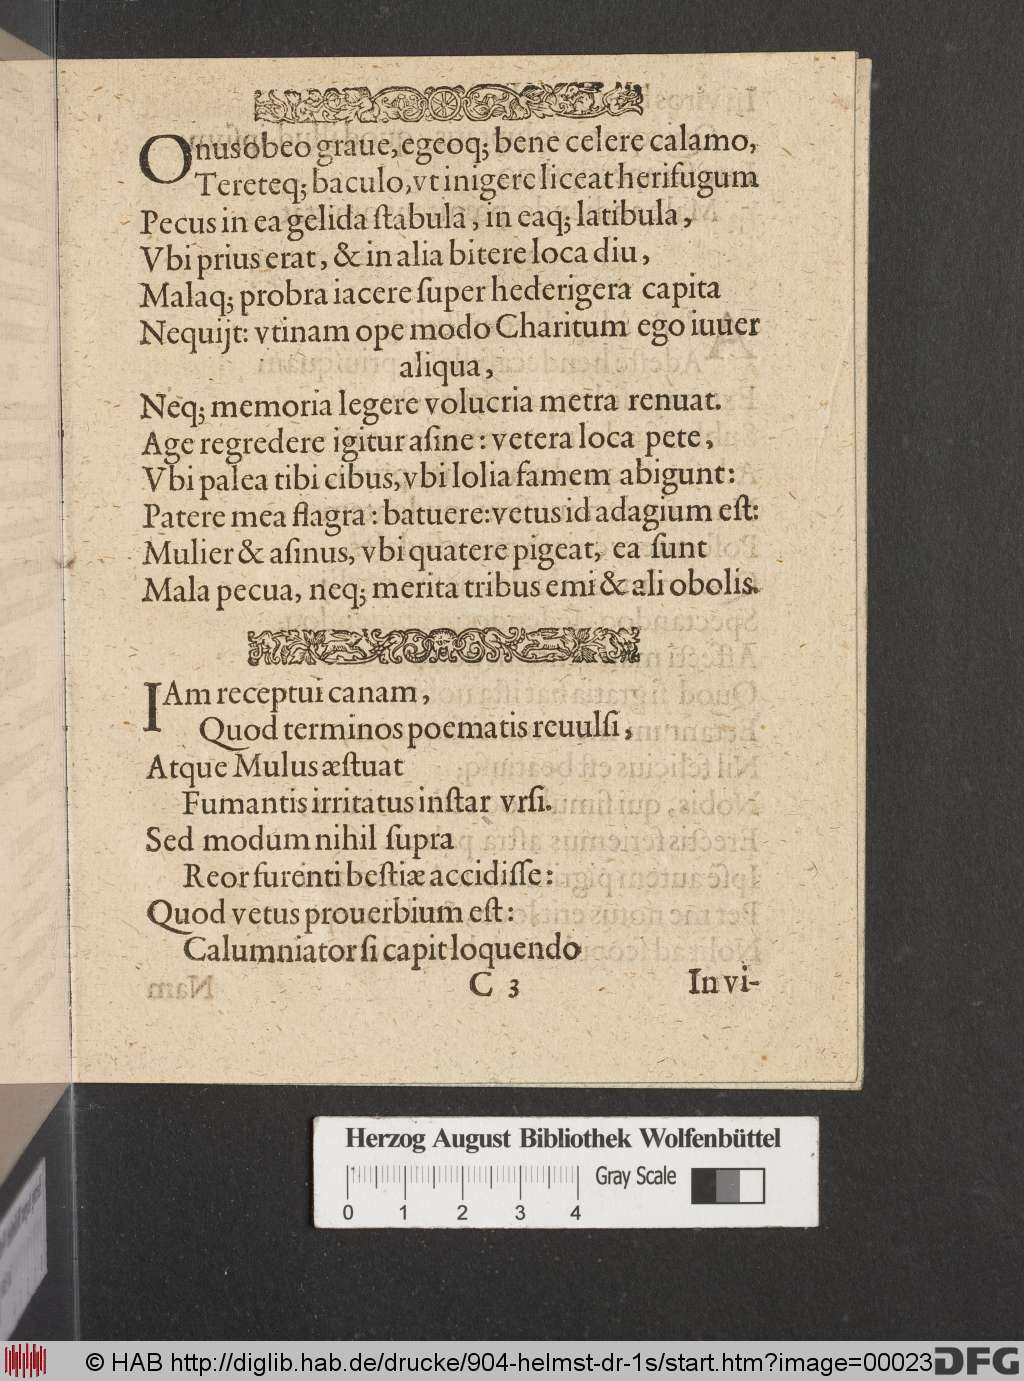 Onus obeo graue, egeoq; bene celere calamo,
Tereteq; baculo, vt inigere liceat herifugum
Pecus in ea gelida ſtabula, in eaq; latibula,
Vbi prius erat, & in alia bitere loca diu,
Malaq; probra iacere ſuper hederigera capita
Nequijt: vtinam ope modo Charitum ego iuuer
aliqua,
Neq; memoria legere volucria metra renuat.
Age regredere igitur aſine: vetera loca pete,
Vbi palea tibi cibus, vbi lolia famem abigunt:
Patere mea flagra: batuere: vetus id adagium eſt:
Mulier & aſinus, vbi quatere pigeat, ea ſunt
Mala pecua, neq; merita tribus emi & ali obolis.
IAm receptui canam,
Quod terminos poematis reuulſi,
Atque Mulus æſtuat
Fumantis irritatus inſtar vrſi.
Sed modum nihil ſupra
Reor furenti beſtiæ accidiſſe:
Quod vetus prouerbium eſt:
Calumniator ſi capit loquendo
C 3 In vi-
Herzog August Bibliothek Wolfenbüttel
Gray Scale
0 1 2 3 4
© HAB http://diglib.hab.de/drucke/904-helmst-dr-1s/start.htm?image=00023
DFG